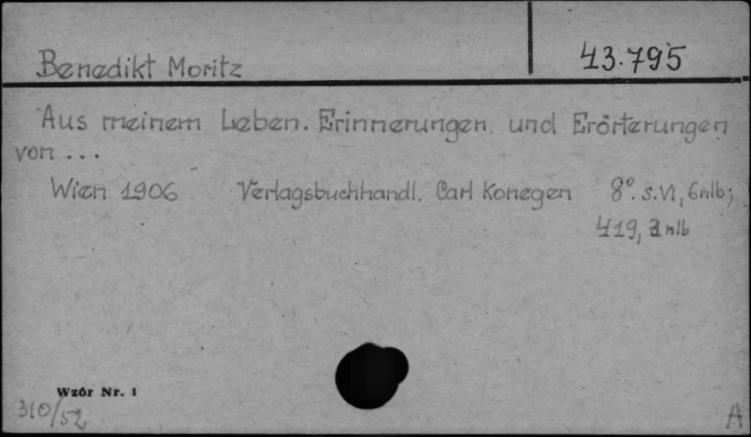 Benedikt Moritz 43.795
Aus meinem Leben. Erinnerungen und Erörterungen
von ...
Wien 1906 Verlagsbuchhandl. Carl Konegen 8°. s. VI, 6nlb;
419, 1 nlb
Wzór Nr. 1
310/52 A